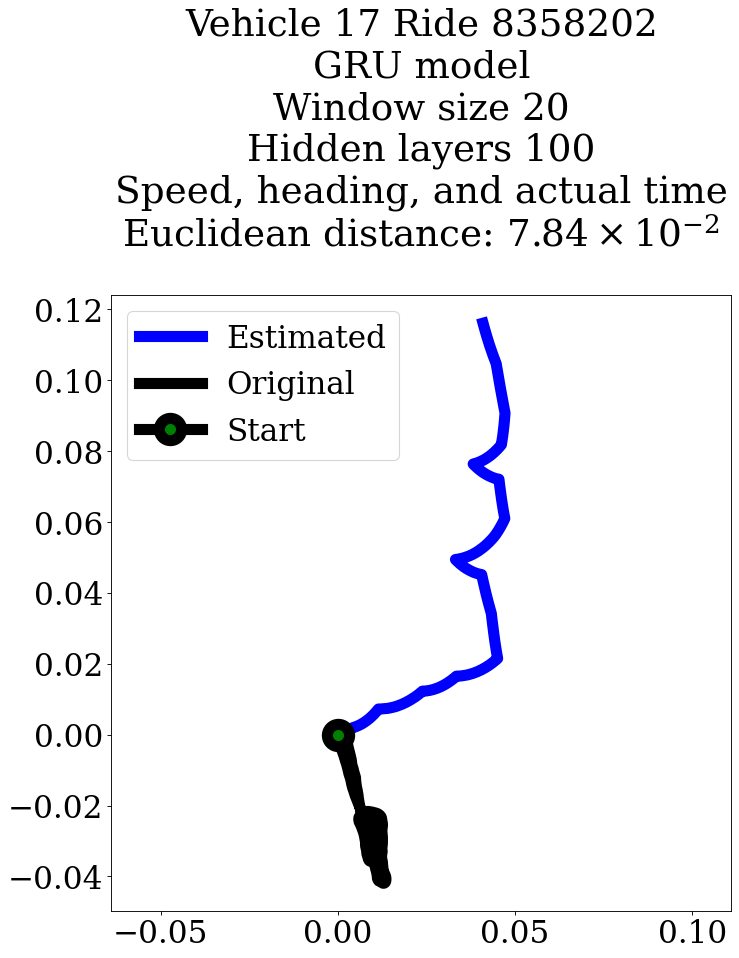 Vehicle 17 Ride 8358202
GRU model
Window size 20
Hidden layers 100
Speed, heading, and actual time
Euclidean distance: 7.84 × 10⁻²
Estimated
Original
Start
0.12
0.10
0.08
0.06
0.04
0.02
0.00
−0.02
−0.04
−0.05 0.00 0.05 0.10